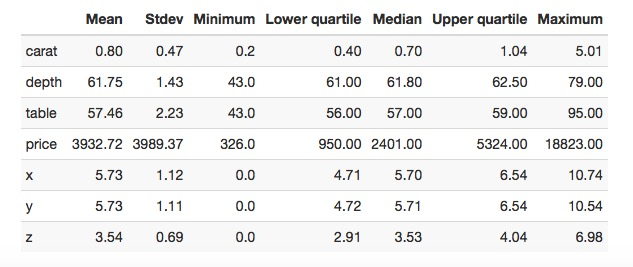 Mean Stdev Minimum Lower quartile Median Upper quartile Maximum
carat 0.80 0.47 0.2 0.40 0.70 1.04 5.01
depth 61.75 1.43 43.0 61.00 61.80 62.50 79.00
table 57.46 2.23 43.0 56.00 57.00 59.00 95.00
price 3932.72 3989.37 326.0 950.00 2401.00 5324.00 18823.00
x 5.73 1.12 0.0 4.71 5.70 6.54 10.74
y 5.73 1.11 0.0 4.72 5.71 6.54 10.54
z 3.54 0.69 0.0 2.91 3.53 4.04 6.98